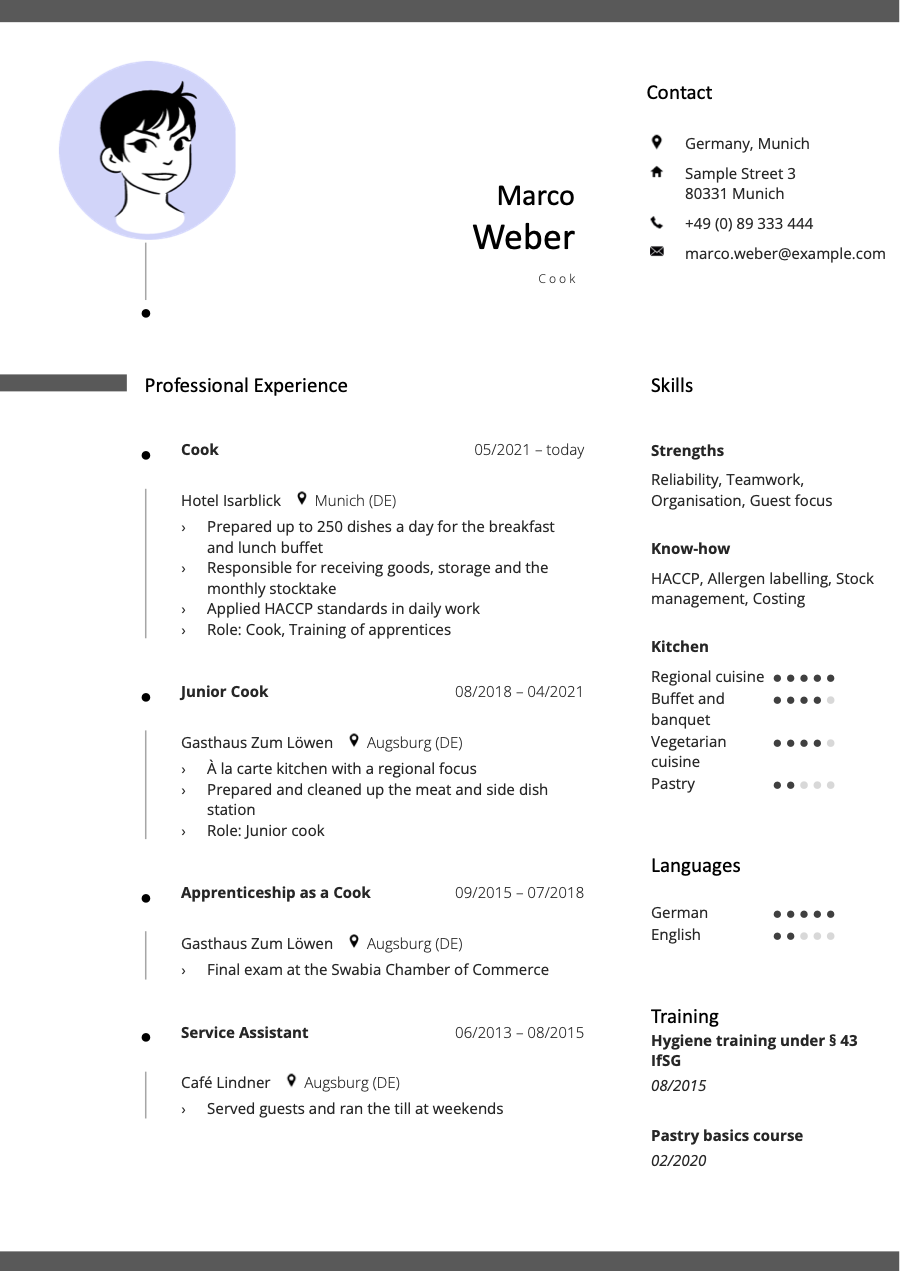 Marco
Weber
Cook
Contact
Germany, Munich
Sample Street 3
80331 Munich
+49 (0) 89 333 444
marco.weber@example.com
Professional Experience
Cook 05/2021 – today
Hotel Isarblick Munich (DE)
› Prepared up to 250 dishes a day for the breakfast
and lunch buffet
› Responsible for receiving goods, storage and the
monthly stocktake
› Applied HACCP standards in daily work
› Role: Cook, Training of apprentices
Junior Cook 08/2018 – 04/2021
Gasthaus Zum Löwen Augsburg (DE)
› À la carte kitchen with a regional focus
› Prepared and cleaned up the meat and side dish
station
› Role: Junior cook
Apprenticeship as a Cook 09/2015 – 07/2018
Gasthaus Zum Löwen Augsburg (DE)
› Final exam at the Swabia Chamber of Commerce
Service Assistant 06/2013 – 08/2015
Café Lindner Augsburg (DE)
› Served guests and ran the till at weekends
Skills
Strengths
Reliability, Teamwork,
Organisation, Guest focus
Know-how
HACCP, Allergen labelling, Stock
management, Costing
Kitchen
Regional cuisine
Buffet and
banquet
Vegetarian
cuisine
Pastry
Languages
German
English
Training
Hygiene training under § 43
IfSG
08/2015
Pastry basics course
02/2020